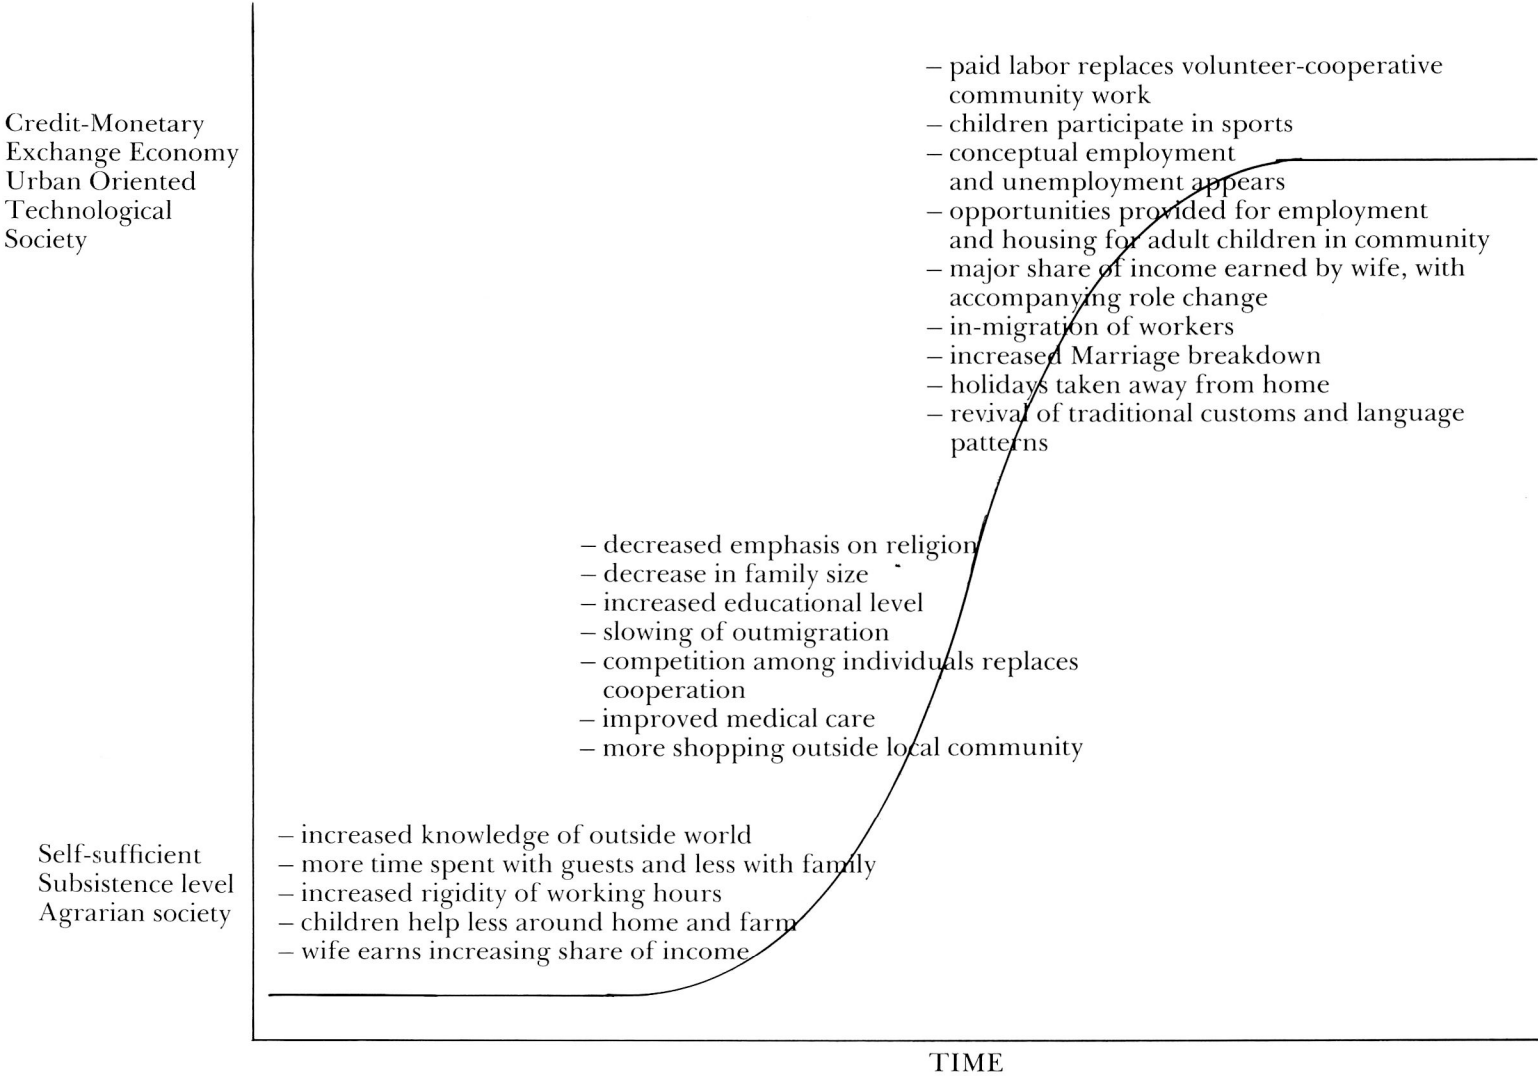 Credit-Monetary
Exchange Economy
Urban Oriented
Technological
Society
– paid labor replaces volunteer-cooperative
community work
– children participate in sports
– conceptual employment
and unemployment appears
– opportunities provided for employment
and housing for adult children in community
– major share of income earned by wife, with
accompanying role change
– in-migration of workers
– increased Marriage breakdown
– holidays taken away from home
– revival of traditional customs and language
patterns
– decreased emphasis on religion
– decrease in family size
– increased educational level
– slowing of outmigration
– competition among individuals replaces
cooperation
– improved medical care
– more shopping outside local community
Self-sufficient
Subsistence level
Agrarian society
– increased knowledge of outside world
– more time spent with guests and less with family
– increased rigidity of working hours
– children help less around home and farm
– wife earns increasing share of income
TIME